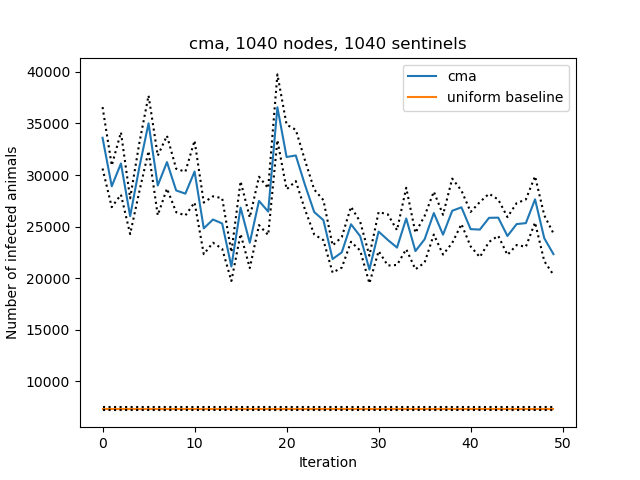 cma, 1040 nodes, 1040 sentinels
cma
uniform baseline
Number of infected animals
40000
35000
30000
25000
20000
15000
10000
0 10 20 30 40 50
Iteration